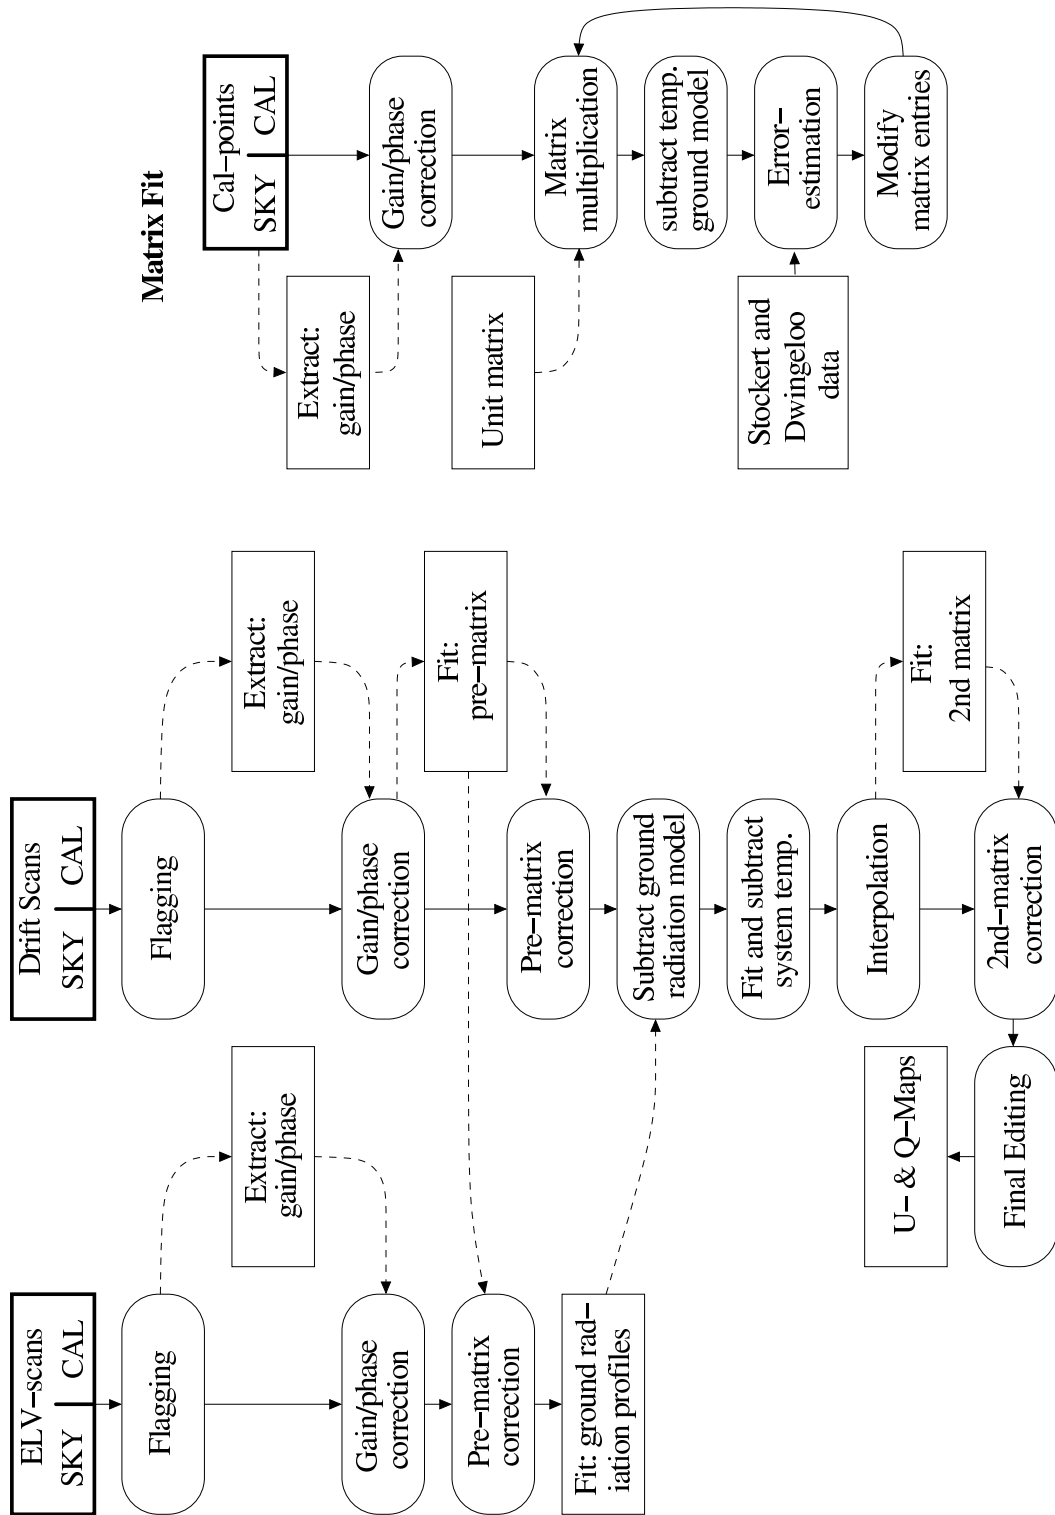 ELV-scans
SKY CAL
Flagging
Extract:
gain/phase
Gain/phase
correction
Pre-matrix
correction
Fit: ground rad-
iation profiles
Drift Scans
SKY CAL
Flagging
Extract:
gain/phase
Gain/phase
correction
Fit:
pre-matrix
Pre-matrix
correction
Subtract ground
radiation model
Fit and subtract
system temp.
Interpolation
Fit:
2nd matrix
2nd-matrix
correction
Final Editing
U- & Q-Maps
Matrix Fit
Cal-points
SKY CAL
Extract:
gain/phase
Gain/phase
correction
Unit matrix
Matrix
multiplication
subtract temp.
ground model
Stockert and
Dwingeloo
data
Error-
estimation
Modify
matrix entries